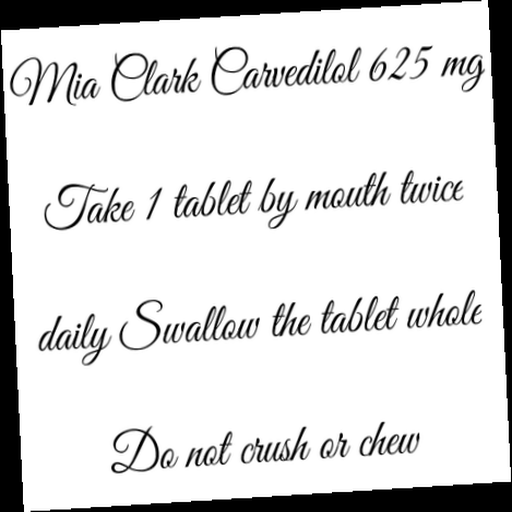 Mia Clark Carvedilol 625 mg
Take 1 tablet by mouth twice
daily Swallow the tablet whole
Do not crush or chew